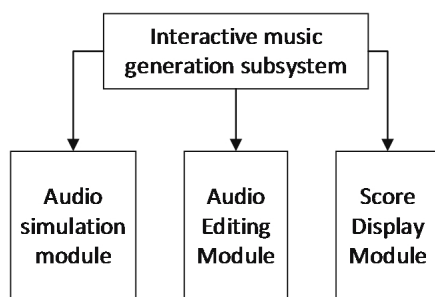 Interactive music
generation subsystem
Audio
simulation
module
Audio
Editing
Module
Score
Display
Module